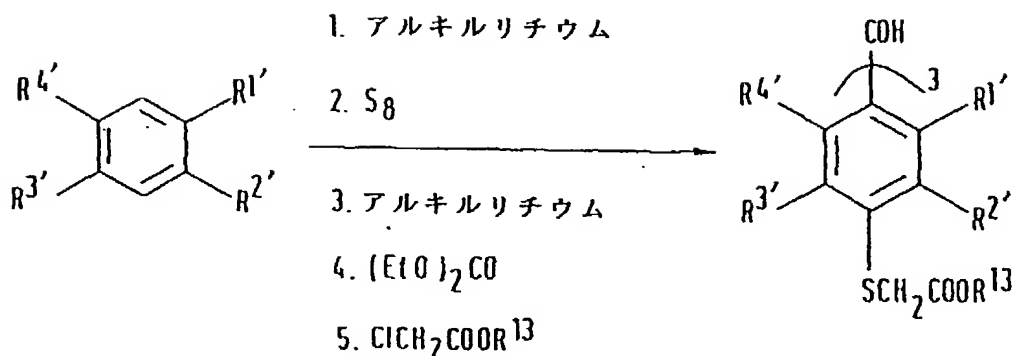 1. アルキルリチウム
2. S8
3. アルキルリチウム
4. (EtO)2CO
5. ClCH2COOR13
R4' R1'
R3' R2'
COH
3
R4' R1'
R3' R2'
SCH2COOR13